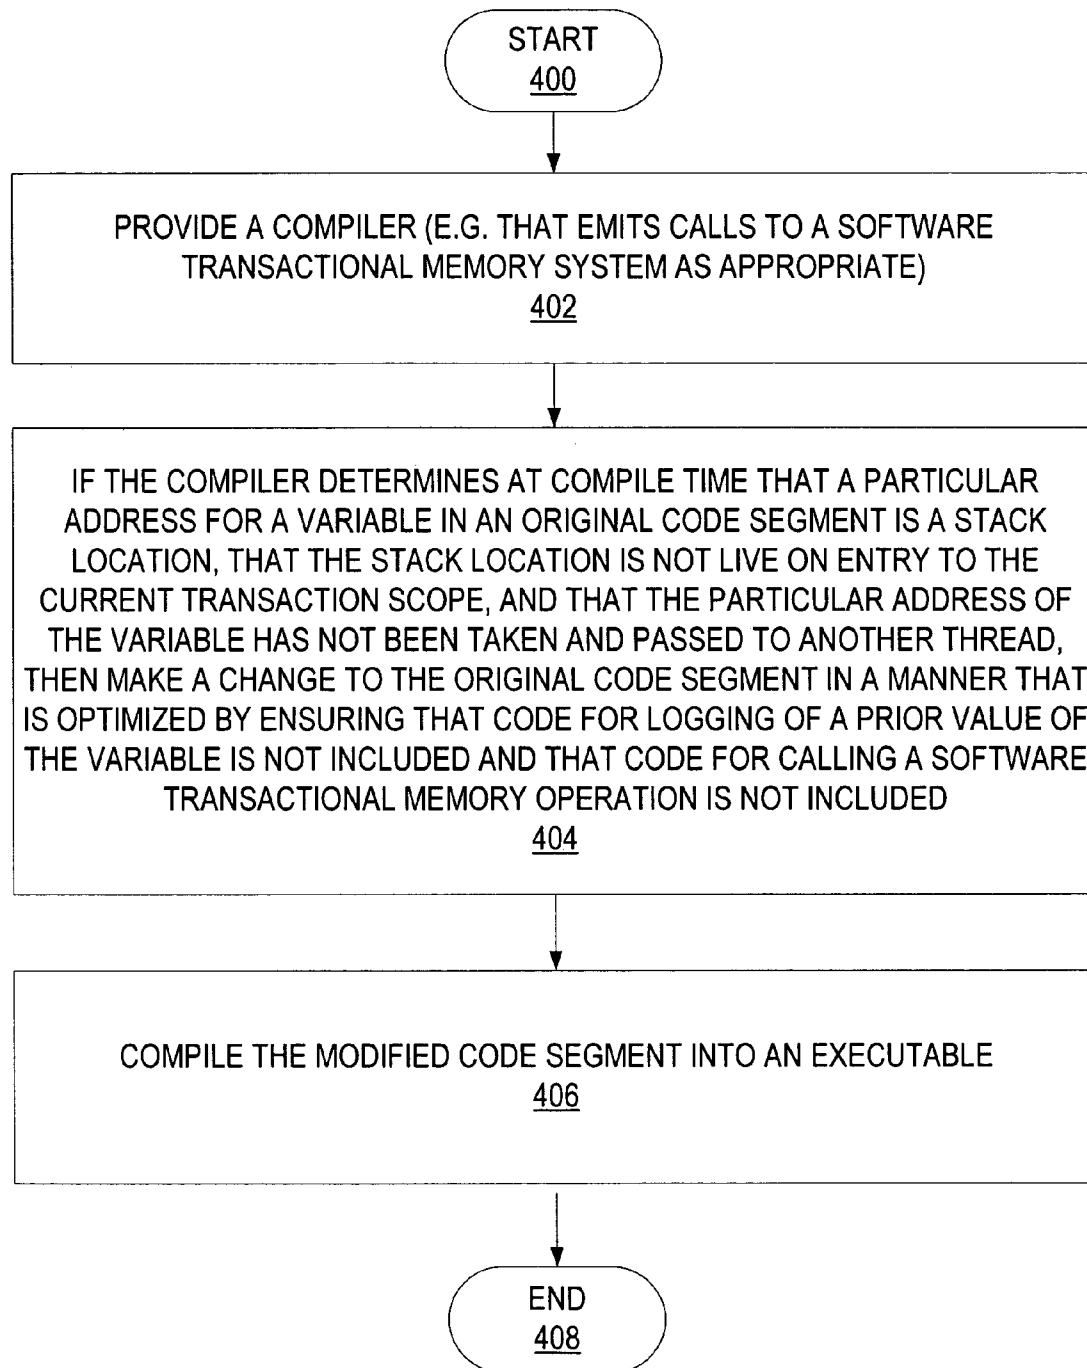 START
400
PROVIDE A COMPILER (E.G. THAT EMITS CALLS TO A SOFTWARE
TRANSACTIONAL MEMORY SYSTEM AS APPROPRIATE)
402
IF THE COMPILER DETERMINES AT COMPILE TIME THAT A PARTICULAR
ADDRESS FOR A VARIABLE IN AN ORIGINAL CODE SEGMENT IS A STACK
LOCATION, THAT THE STACK LOCATION IS NOT LIVE ON ENTRY TO THE
CURRENT TRANSACTION SCOPE, AND THAT THE PARTICULAR ADDRESS OF
THE VARIABLE HAS NOT BEEN TAKEN AND PASSED TO ANOTHER THREAD,
THEN MAKE A CHANGE TO THE ORIGINAL CODE SEGMENT IN A MANNER THAT
IS OPTIMIZED BY ENSURING THAT CODE FOR LOGGING OF A PRIOR VALUE OF
THE VARIABLE IS NOT INCLUDED AND THAT CODE FOR CALLING A SOFTWARE
TRANSACTIONAL MEMORY OPERATION IS NOT INCLUDED
404
COMPILE THE MODIFIED CODE SEGMENT INTO AN EXECUTABLE
406
END
408